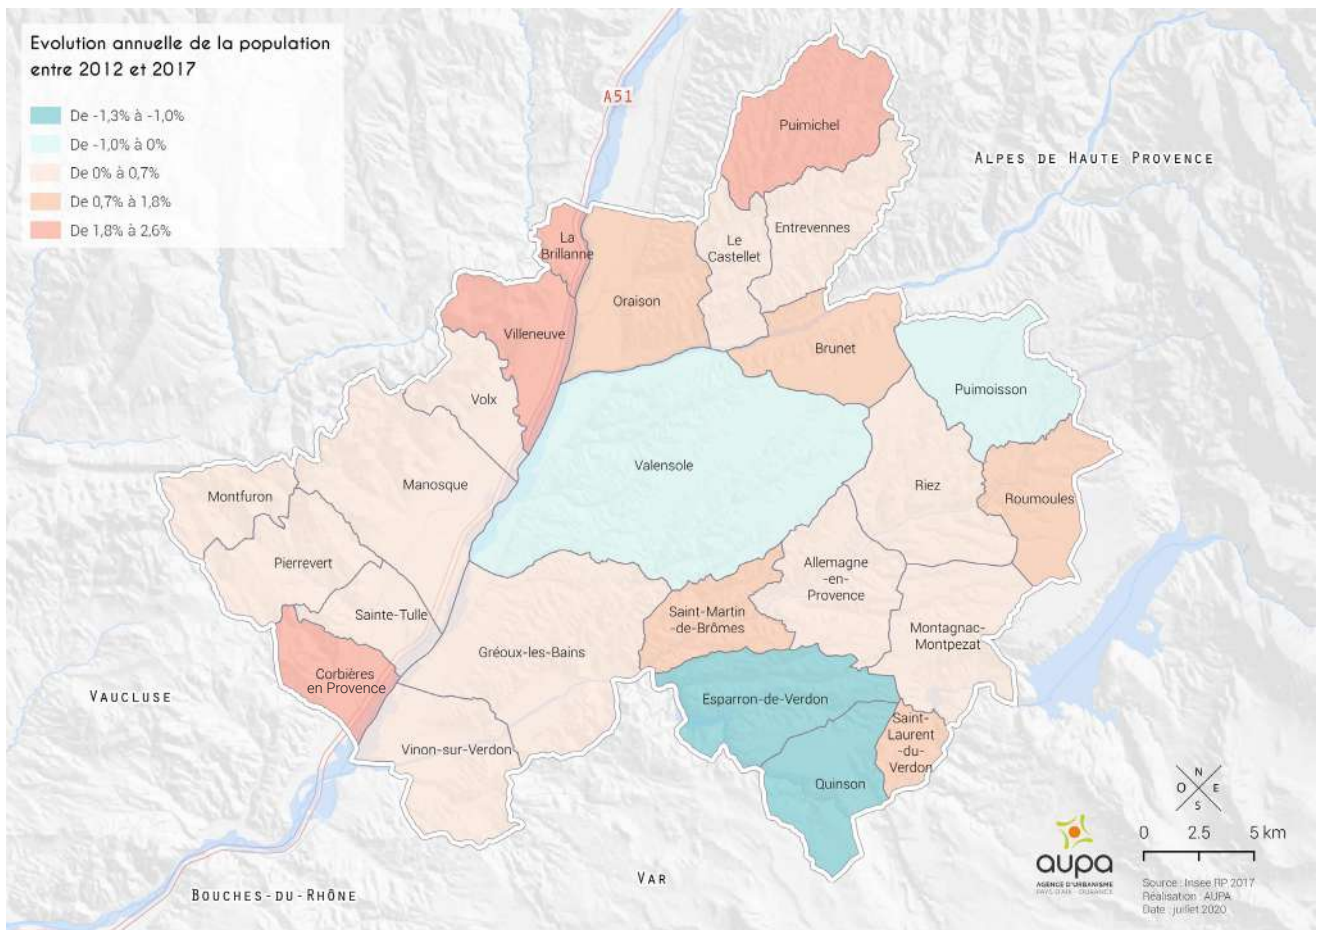 Evolution annuelle de la population
entre 2012 et 2017
De -1,3% à -1,0%
De -1,0% à 0%
De 0% à 0,7%
De 0,7% à 1,8%
De 1,8% à 2,6%
A51
Puimichel
ALPES DE HAUTE PROVENCE
La
Brillanne
Oraison
Le
Castellet
Entrevennes
Villeneuve
Brunet
Puimoisson
Volx
Valensole
Manosque
Riez
Roumoules
Montfuron
Pierrevert
Allemagne
-en-
Provence
Sainte-Tulle
Saint-Martin
-de-Brômes
Montagnac-
Montpezat
Gréoux-les-Bains
Corbières
en Provence
VAUCLUSE
Esparron-de-Verdon
Saint-
Laurent
-du-
Verdon
Vinon-sur-Verdon
Quinson
N
O E
S
0 2.5 5 km
aupa
AGENCE D'URBANISME
PAYS D'AIX - DURANCE
Source : Insee RP 2017
Réalisation : AUPA
Date : juillet 2020
VAR
BOUCHES-DU-RHÔNE